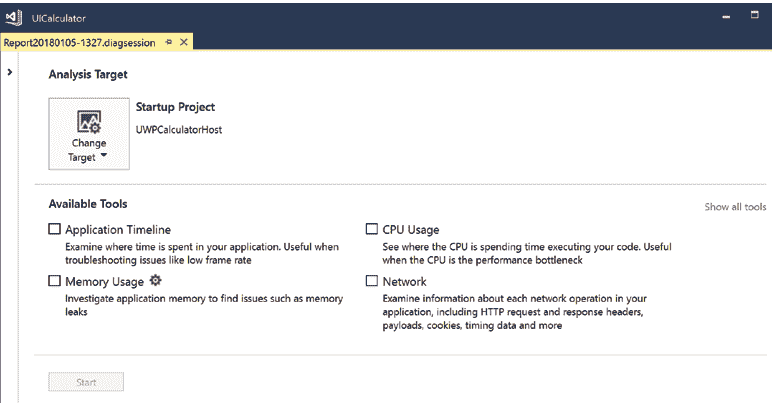 UICalculator
Report20180105-1327.diagsession
Analysis Target
Change
Target
Startup Project
UWPCalculatorHost
Available Tools
Show all tools
Application Timeline
Examine where time is spent in your application. Useful when
troubleshooting issues like low frame rate
CPU Usage
See where the CPU is spending time executing your code. Useful
when the CPU is the performance bottleneck
Memory Usage
Investigate application memory to find issues such as memory
leaks
Network
Examine information about each network operation in your
application, including HTTP request and response headers,
payloads, cookies, timing data and more
Start